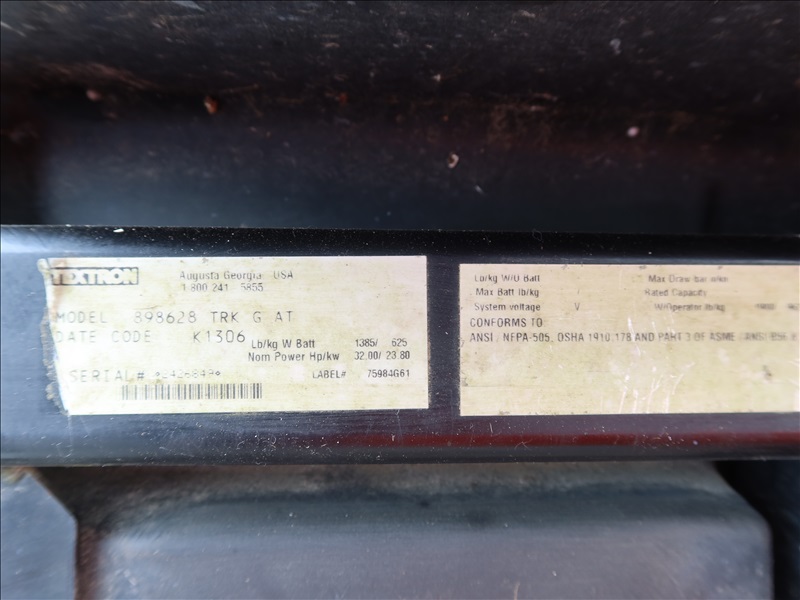 TEXTRON
Augusta Georgia USA
1 800 241 5855
MODEL 898628 TRK G AT
DATE CODE K1306
Lb/kg W Batt 1385/ 625
Nom Power Hp/kw 32.00/ 23.80
SERIAL#
LABEL# 75984G61
Lb/kg W/O Batt Max Draw bar
Max Batt lb/kg Rated Capacity
System voltage V W/Operator.lb/kg
CONFORMS TO
ANSI NFPA-505, OSHA 1910.178 AND PART 3 OF ASME